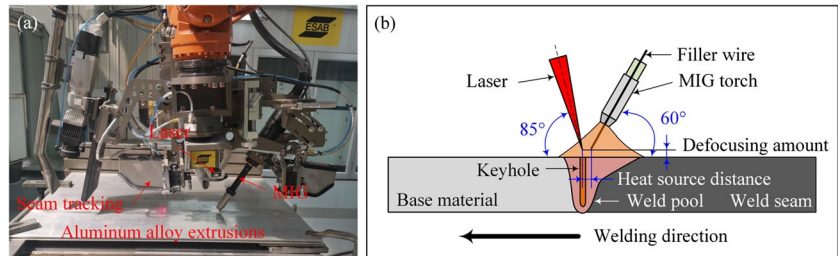 (a)
ESAB
Laser
ESAB
MIG
Seam tracking
Aluminum alloy extrusions
(b)
Filler wire
Laser
MIG torch
85°
60°
Defocusing amount
Keyhole
Heat source distance
Base material
Weld pool
Weld seam
Welding direction